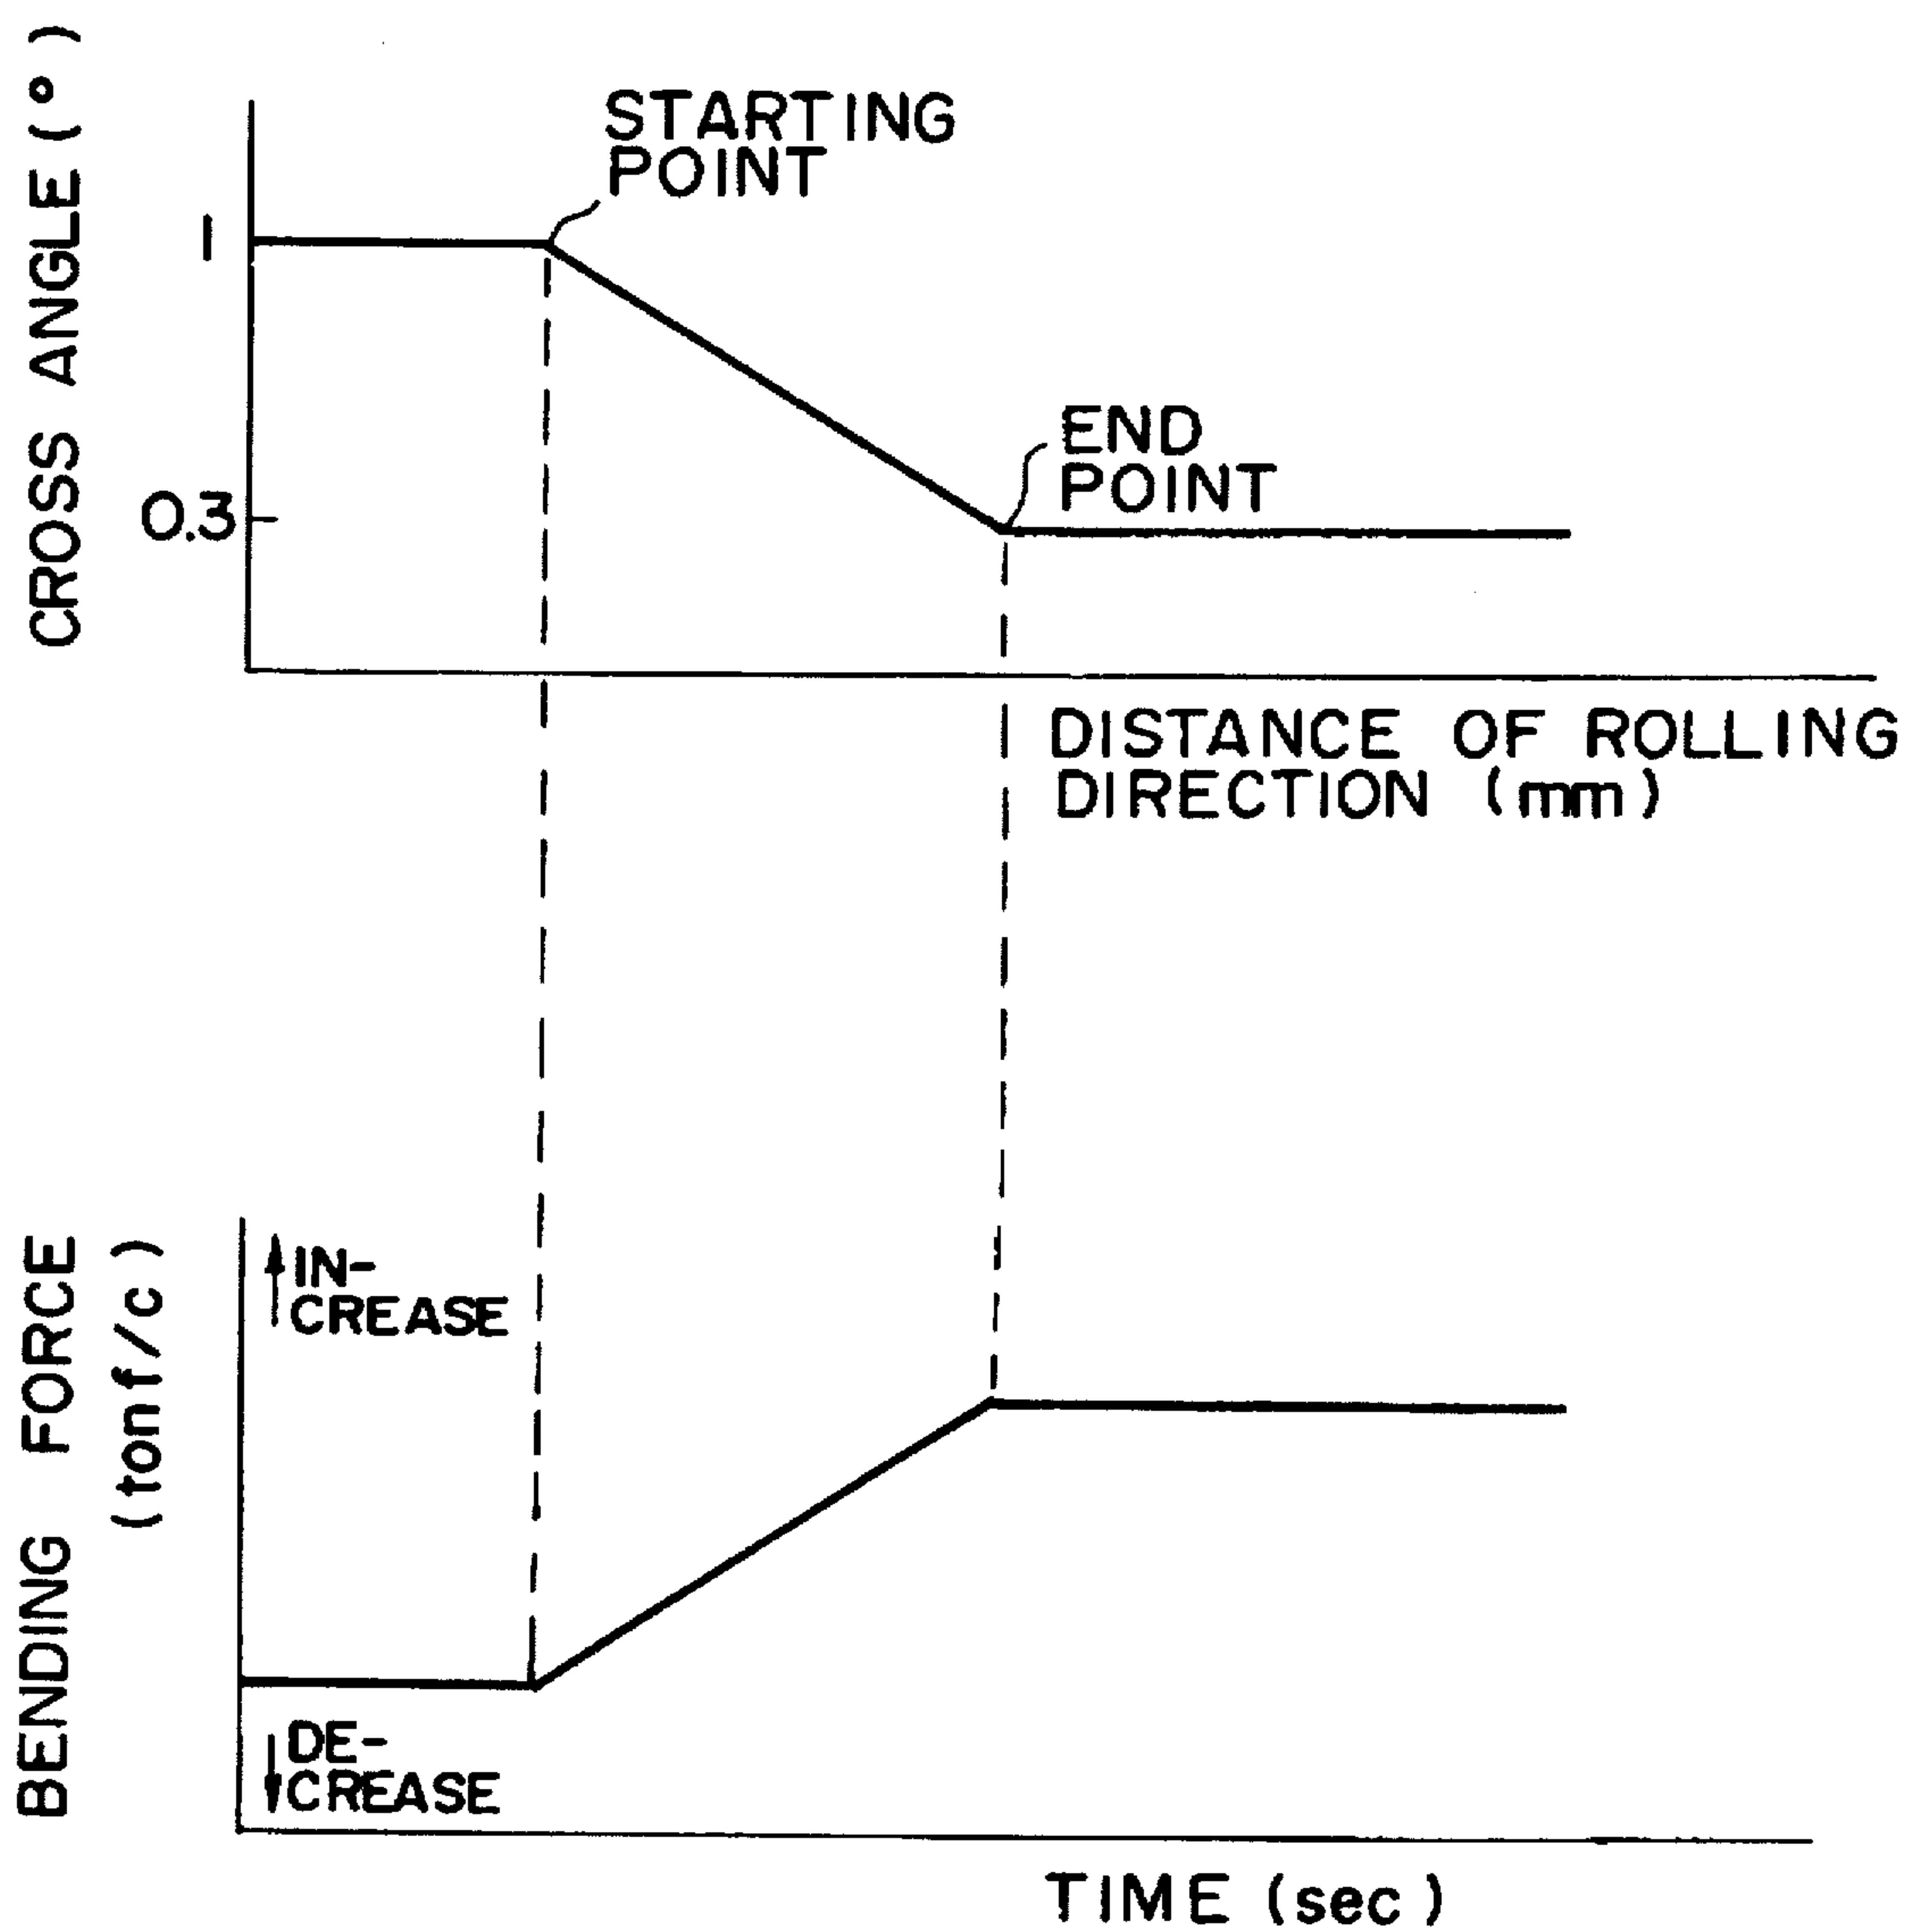 CROSS ANGLE (°)
STARTING
POINT
1
END
POINT
0.3
DISTANCE OF ROLLING
DIRECTION (mm)
BENDING FORCE
(tonf/c)
IN-
CREASE
DE-
CREASE
TIME (sec)